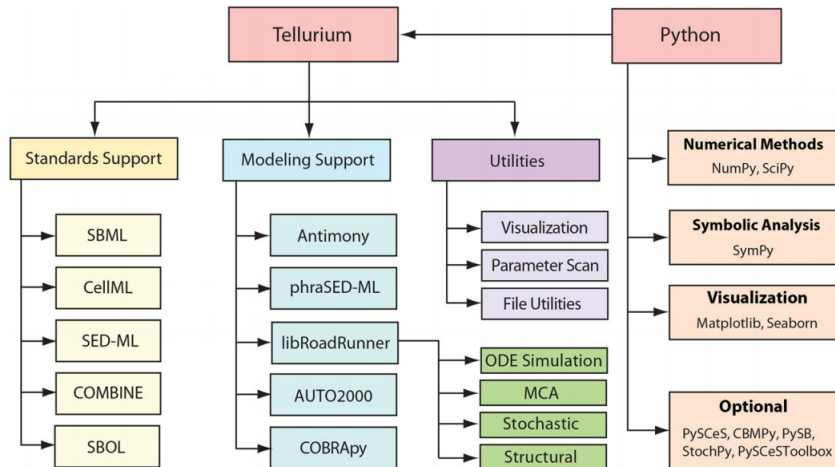 Tellurium
Python
Standards Support
SBML
CellML
SED-ML
COMBINE
SBOL
Modeling Support
Antimony
phraSED-ML
libRoadRunner
AUTO2000
COBRApy
ODE Simulation
MCA
Stochastic
Structural
Utilities
Visualization
Parameter Scan
File Utilities
Numerical Methods
NumPy, SciPy
Symbolic Analysis
SymPy
Visualization
Matplotlib, Seaborn
Optional
PySCeS, CBMPy, PySB,
StochPy, PySCeSToolbox